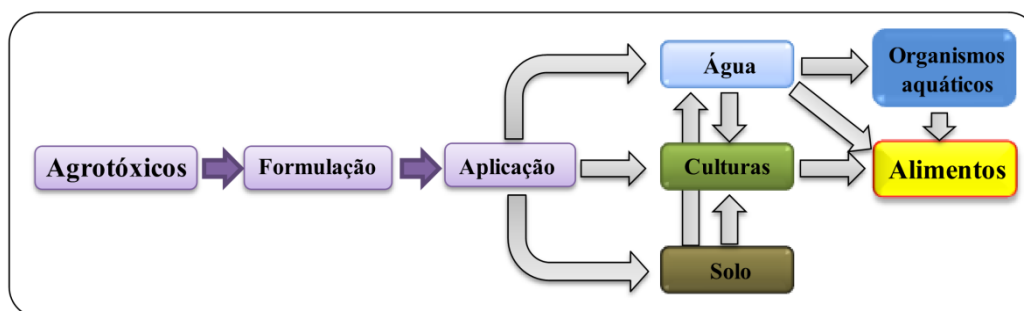 Agrotóxicos
Formulação
Aplicação
Água
Culturas
Solo
Organismos
aquáticos
Alimentos